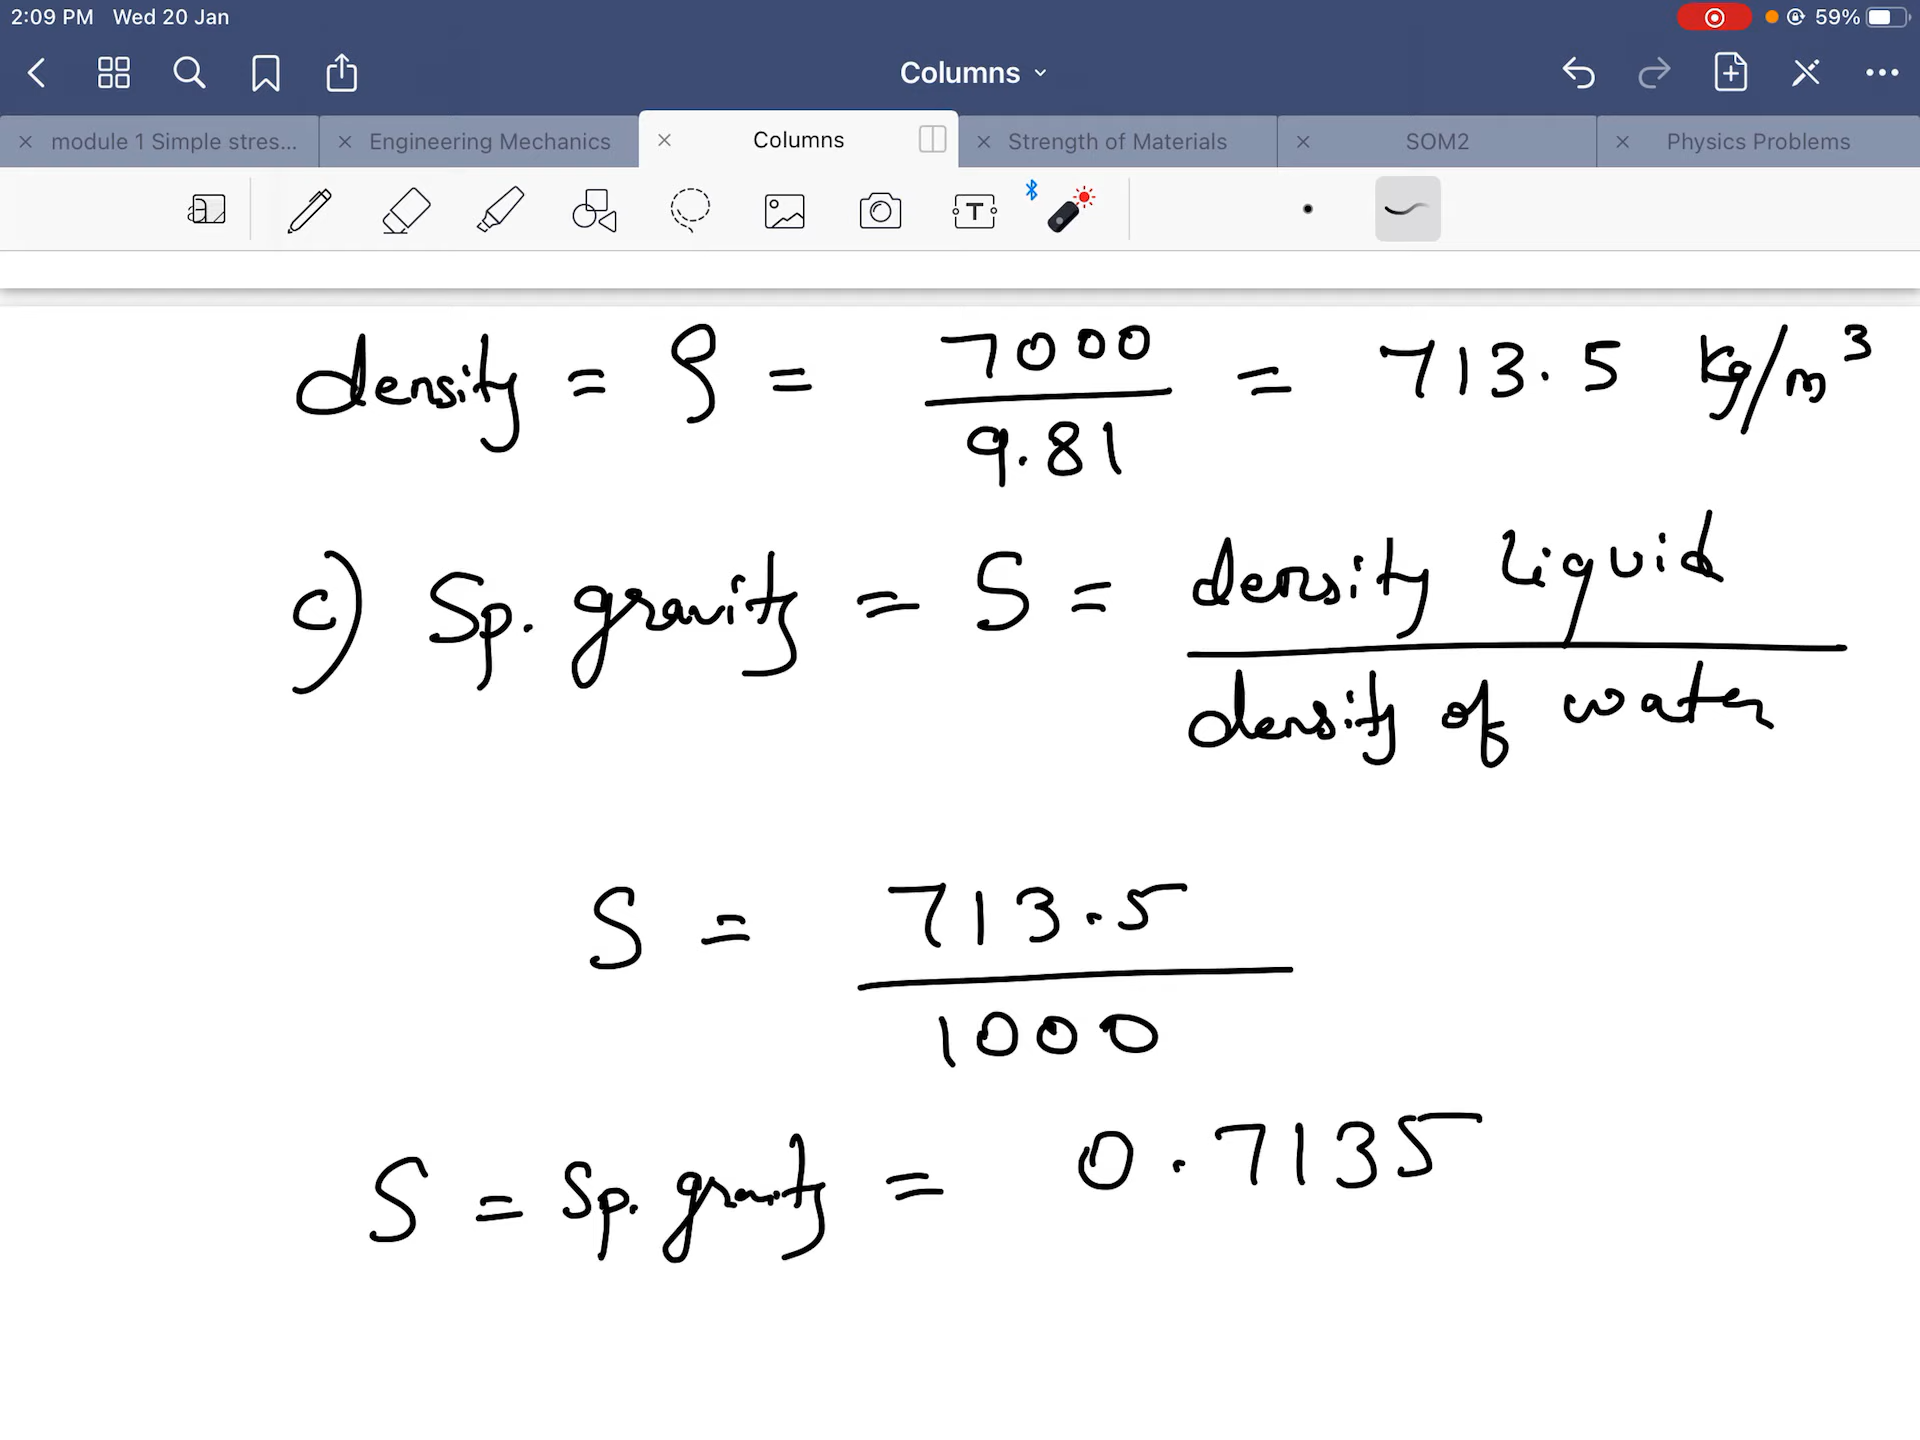 2:09 PM Wed 20 Jan 59%
Columns
module 1 Simple stres... Engineering Mechanics Columns Strength of Materials SOM2 Physics Problems
density = ρ = 7000 / 9.81 = 713.5 kg/m³
c) Sp. gravity = S = density liquid / density of water
S = 713.5 / 1000
S = Sp. gravity = 0.7135